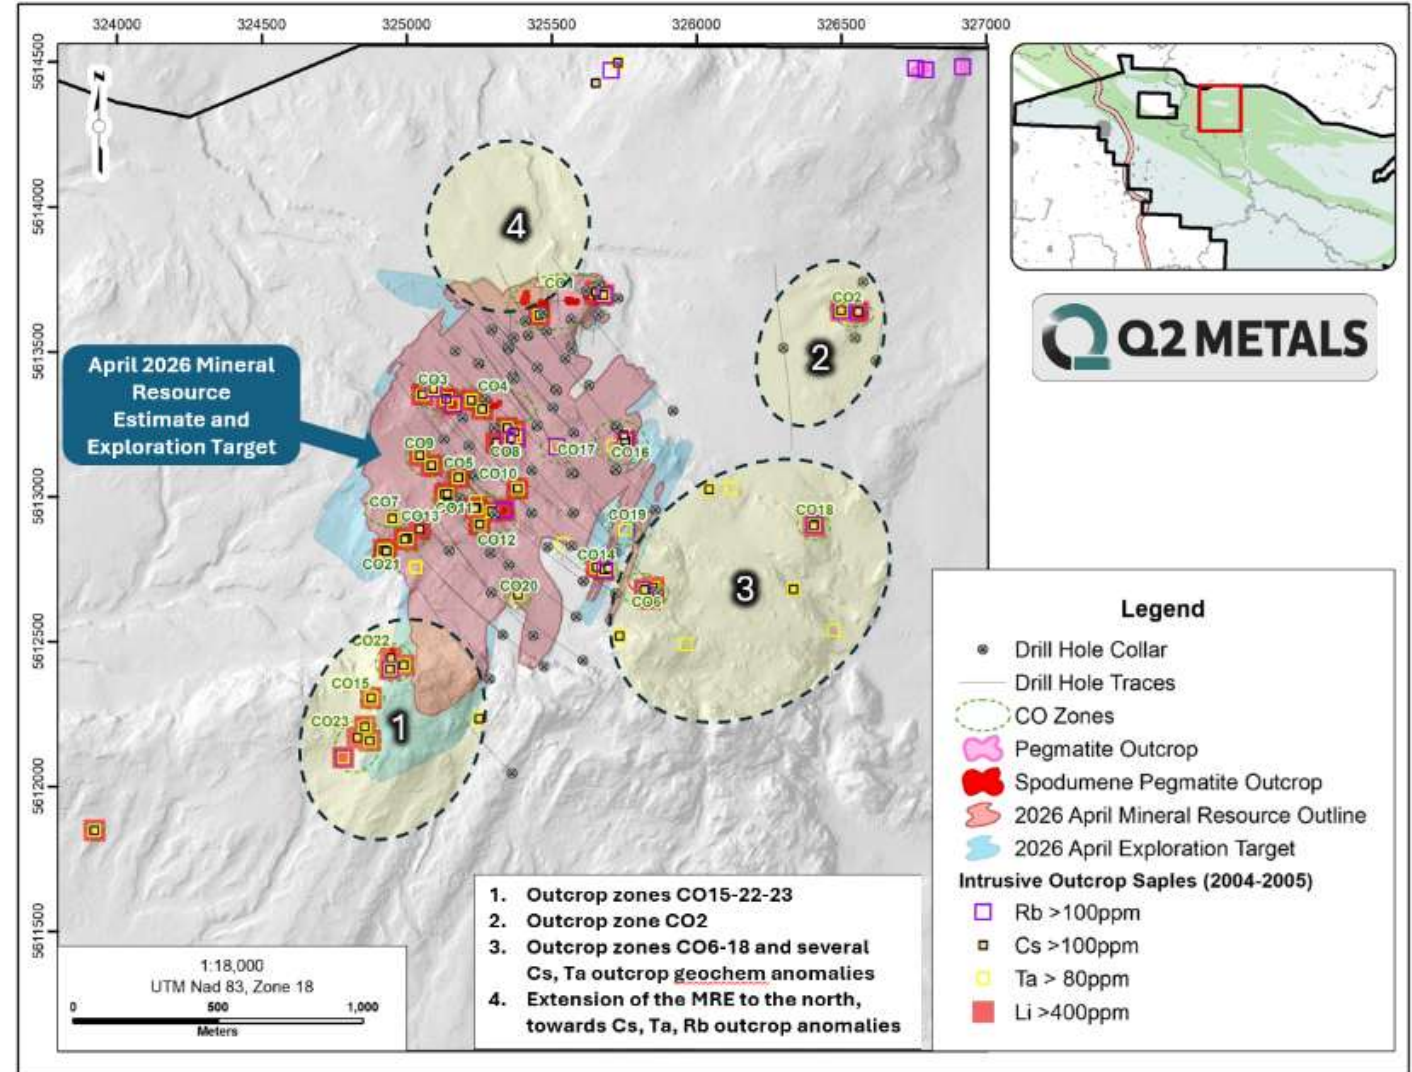 324000 324500 325000 325500 326000 326500 327000
5614500
5614000
5613500
5613000
5612500
5612000
5611500
N
4
CO
CO2
2
Q2 METALS
April 2026 Mineral
Resource
Estimate and
Exploration Target
CO3
CO4
CO9
CO8
CO17
CO16
CO5
CO10
CO7
CO13
CO11
CO12
CO19
CO18
CO21
CO14
CO20
CO6
3
CO22
CO15
CO23
1
Legend
Drill Hole Collar
Drill Hole Traces
CO Zones
Pegmatite Outcrop
Spodumene Pegmatite Outcrop
2026 April Mineral Resource Outline
2026 April Exploration Target
Intrusive Outcrop Saples (2004-2005)
Rb >100ppm
Cs >100ppm
Ta > 80ppm
Li >400ppm
1. Outcrop zones CO15-22-23
2. Outcrop zone CO2
3. Outcrop zones CO6-18 and several
Cs, Ta outcrop geochem anomalies
4. Extension of the MRE to the north,
towards Cs, Ta, Rb outcrop anomalies
1:18,000
UTM Nad 83, Zone 18
0 500 1,000
Meters